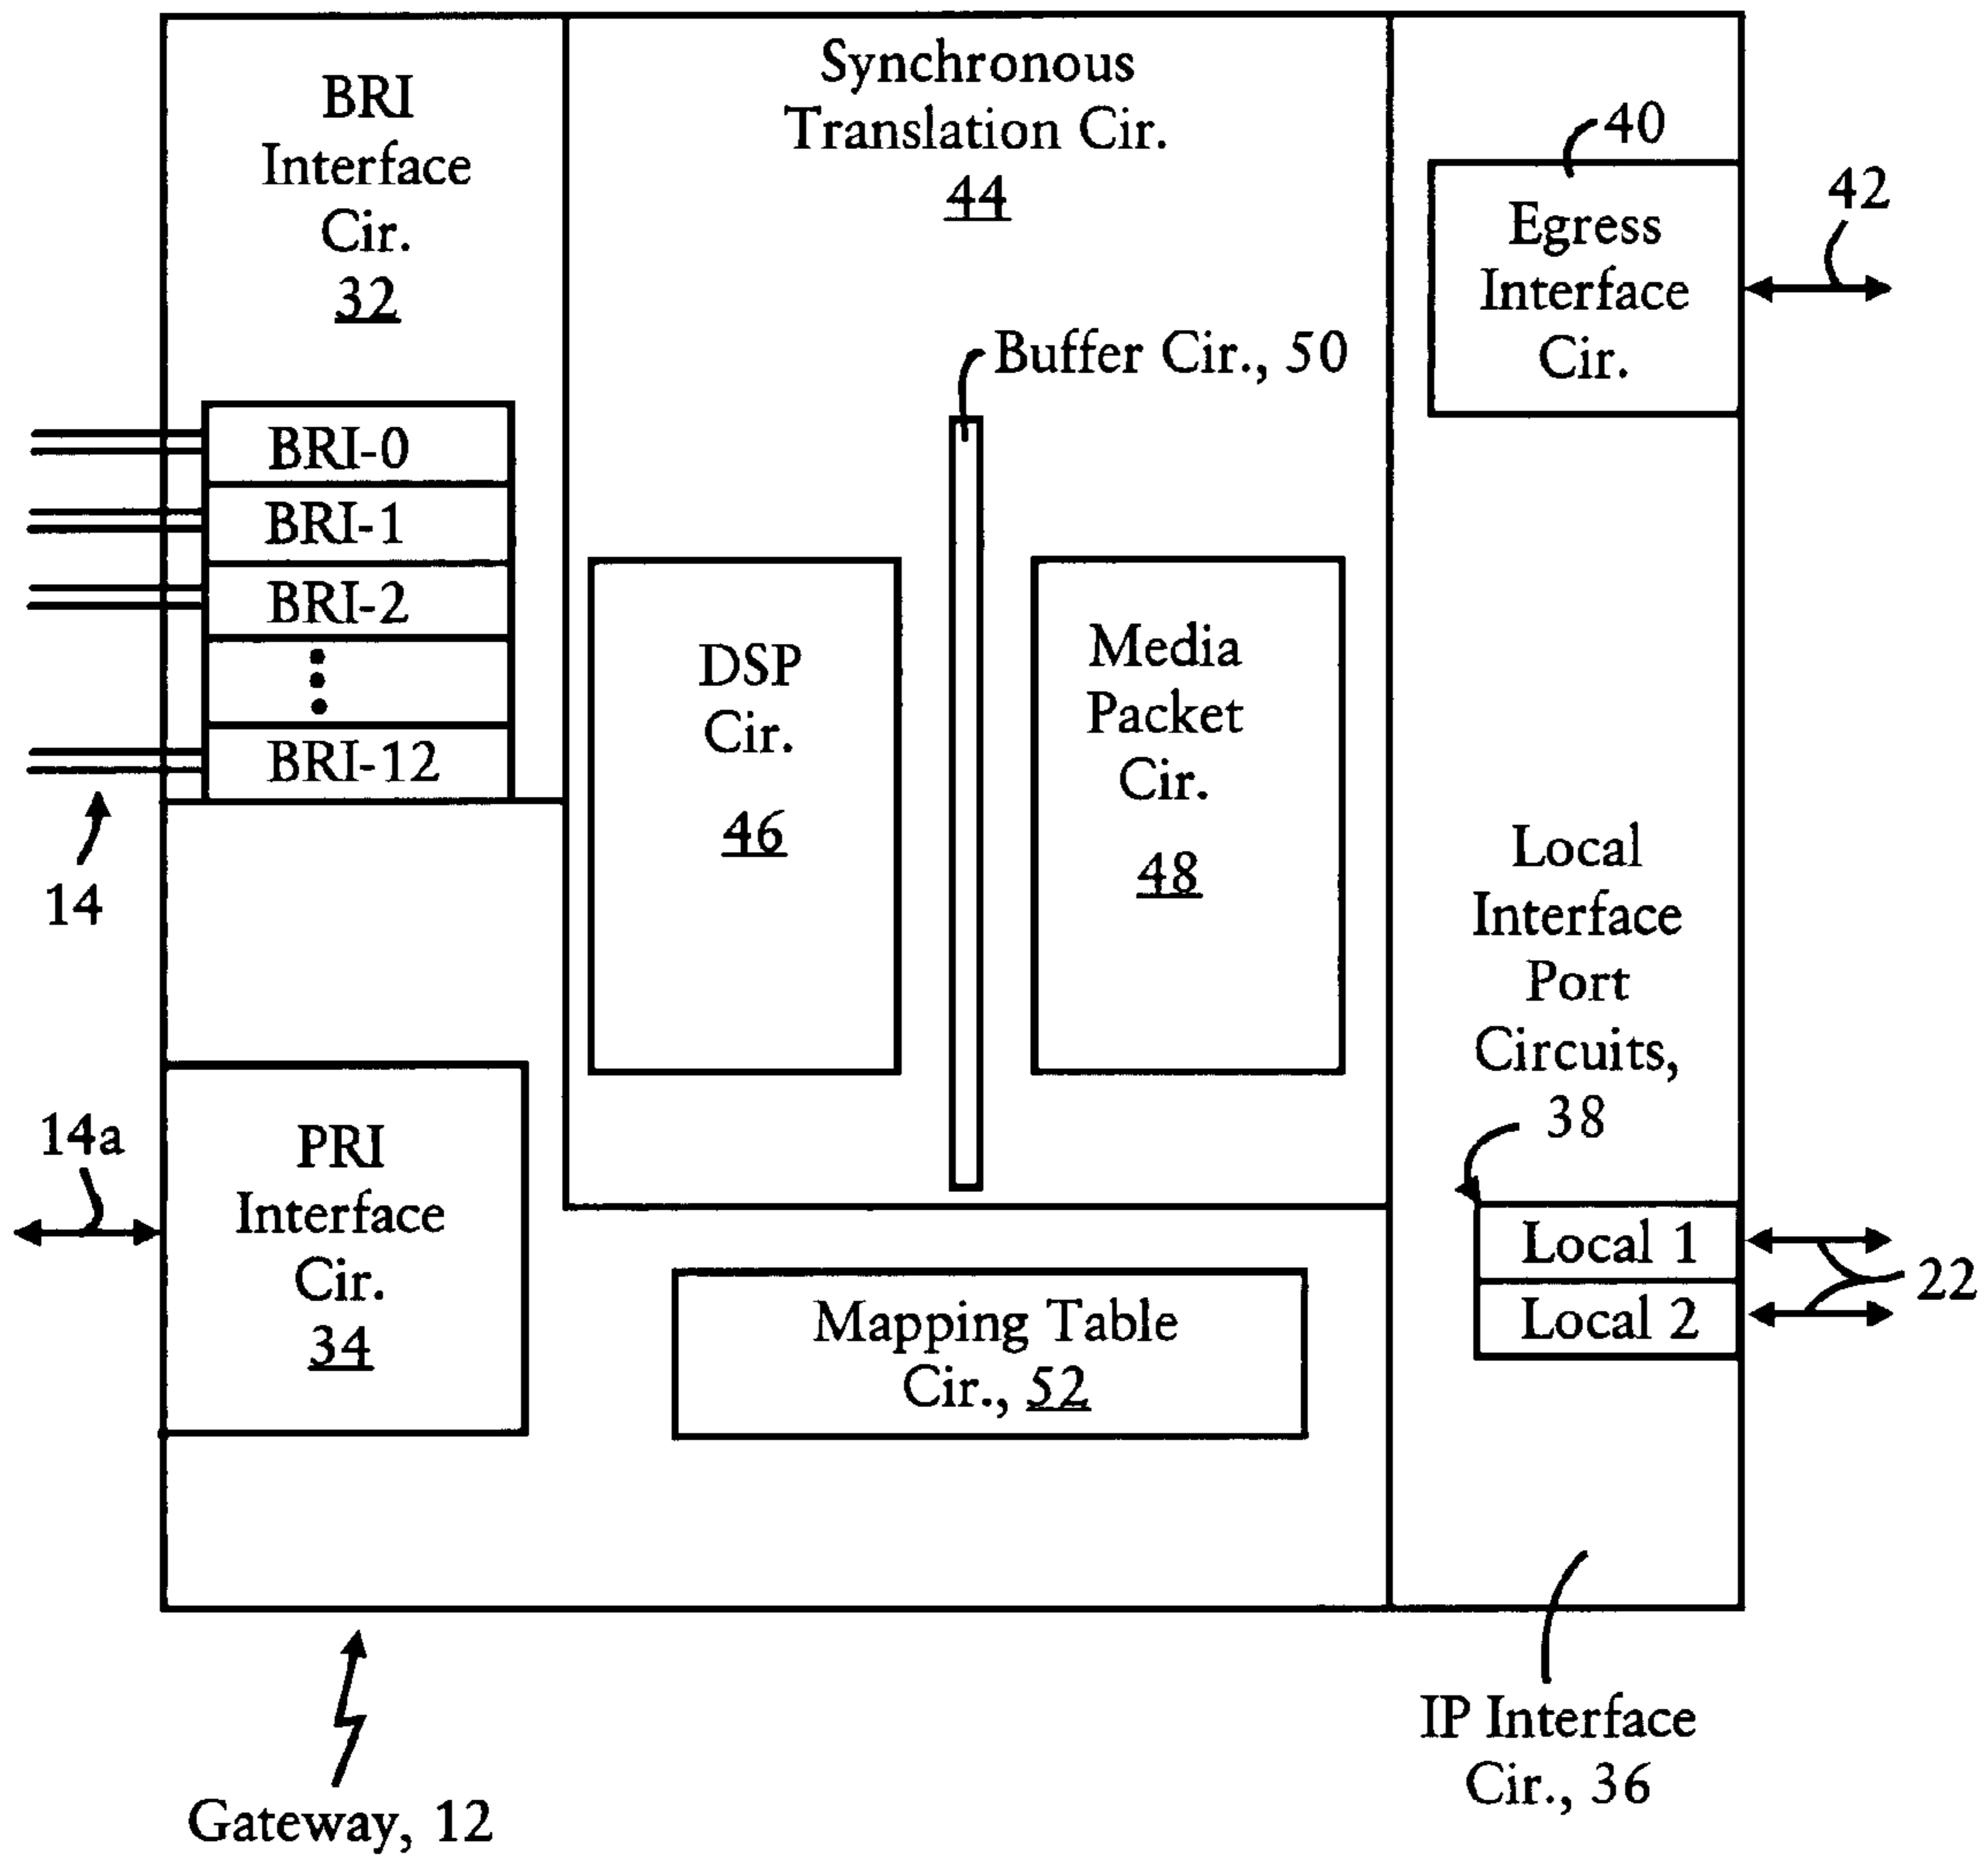 BRI
Interface
Cir.
32
BRI-0
BRI-1
BRI-2
BRI-12
14
14a
PRI
Interface
Cir.
34
Synchronous
Translation Cir.
44
Buffer Cir., 50
DSP
Cir.
46
Media
Packet
Cir.
48
Mapping Table
Cir., 52
40
Egress
Interface
Cir.
42
Local
Interface
Port
Circuits,
38
Local 1
Local 2
22
IP Interface
Cir., 36
Gateway, 12